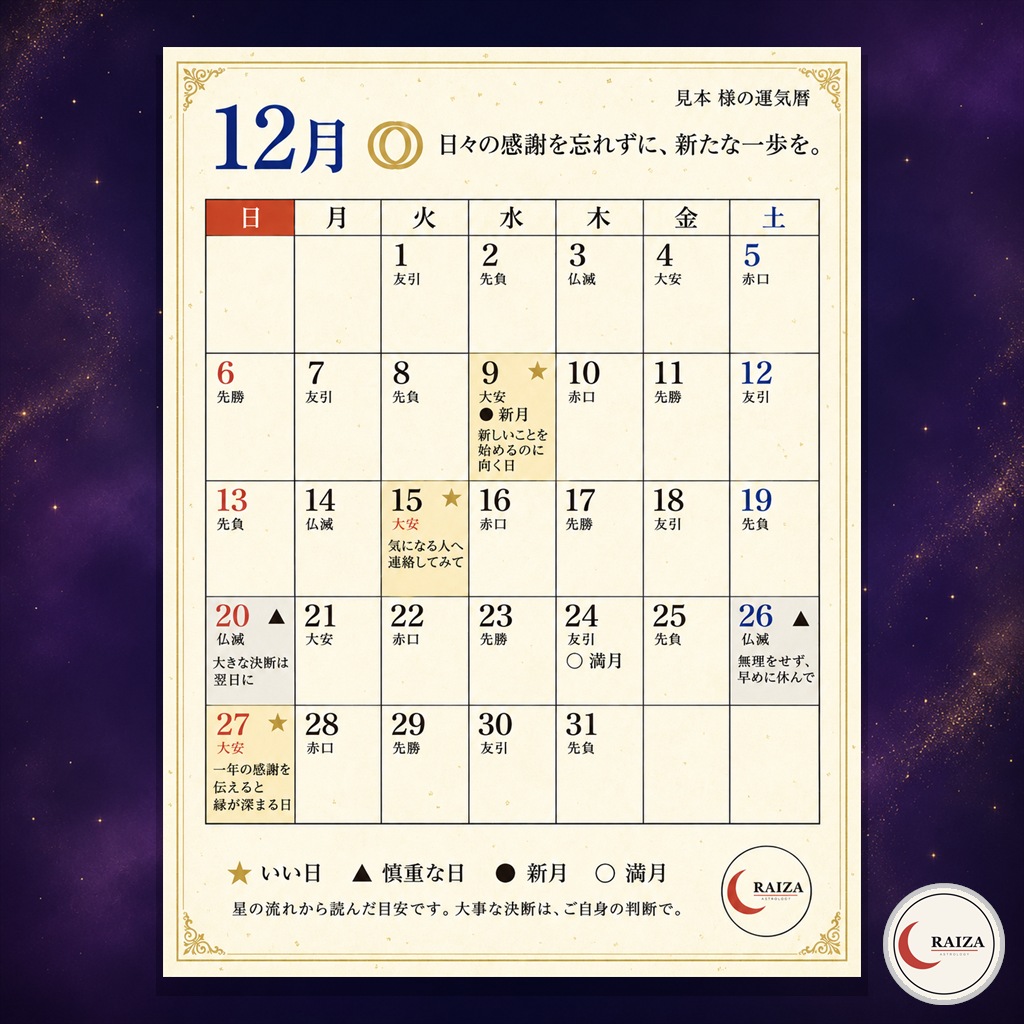 見本 様の運気暦
12月
日々の感謝を忘れずに、新たな一歩を。
日 月 火 水 木 金 土
1 2 3 4 5
友引 先負 仏滅 大安 赤口
6 7 8 9 ★ 10 11 12
先勝 友引 先負 大安 赤口 先勝 友引
● 新月
新しいことを
始めるのに
向く日
13 14 15 ★ 16 17 18 19
先負 仏滅 大安 赤口 先勝 友引 先負
気になる人へ
連絡してみて
20 ▲ 21 22 23 24 25 26 ▲
仏滅 大安 赤口 先勝 友引 先負 仏滅
○ 満月
大きな決断は
翌日に
無理をせず、
早めに休んで
27 ★ 28 29 30 31
大安 赤口 先勝 友引 先負
一年の感謝を
伝えると
縁が深まる日
★ いい日 ▲ 慎重な日 ● 新月 ○ 満月
星の流れから読んだ目安です。大事な決断は、ご自身の判断で。
RAIZA
ASTROLOGY
RAIZA
ASTROLOGY